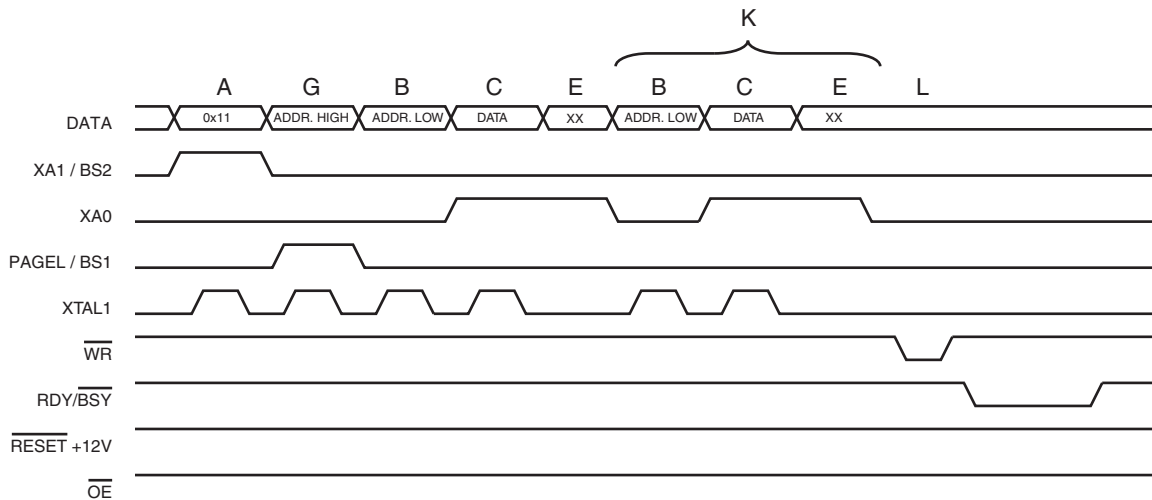 K
A G B C E B C E L
DATA 0x11 ADDR. HIGH ADDR. LOW DATA XX ADDR. LOW DATA XX
XA1 / BS2
XA0
PAGEL / BS1
XTAL1
WR
RDY/BSY
RESET +12V
OE